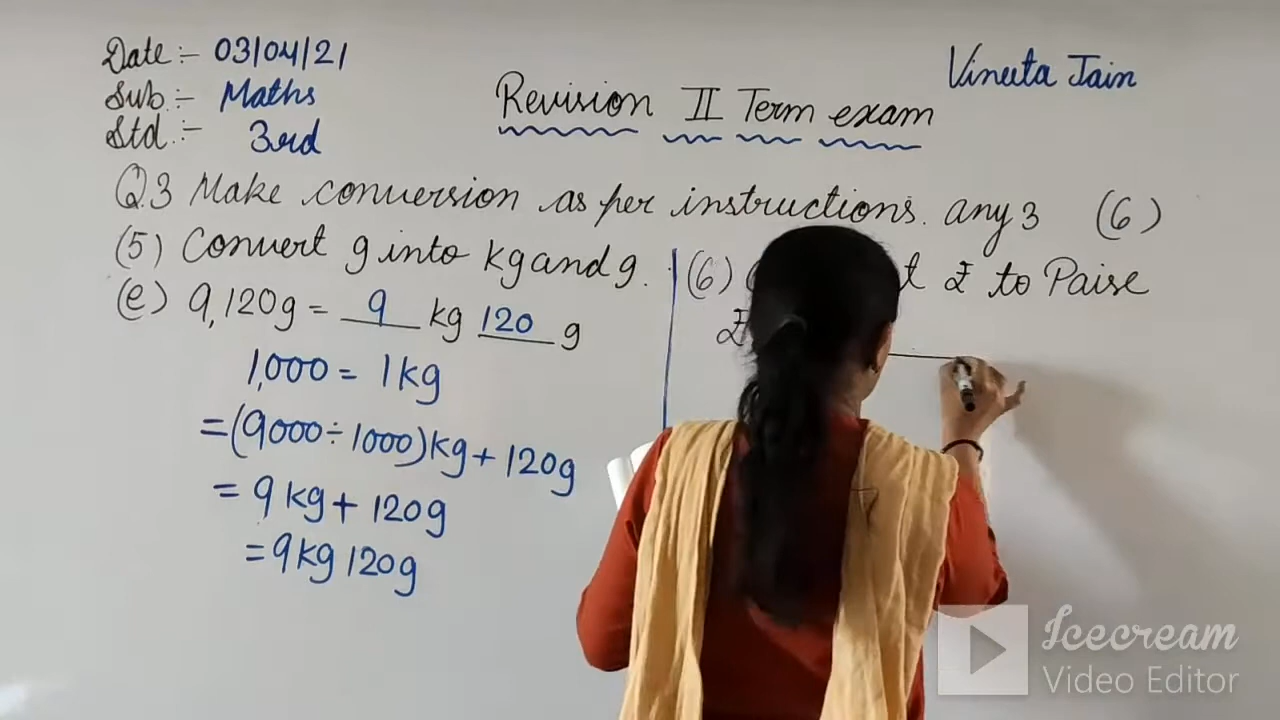 Date :- 03/04/21
Sub :- Maths
Std :- 3rd
Vineeta Jain
Revision II Term exam
Q.3 Make conversion as per instructions. any 3 (6)
(5) Convert g into kg and g.
(e) 9,120g = 9 kg 120 g
1,000 = 1 kg
= (9000 ÷ 1000) kg + 120g
= 9 kg + 120g
= 9 kg 120g
(6) t ₹ to Paise
₹
Icecream
Video Editor